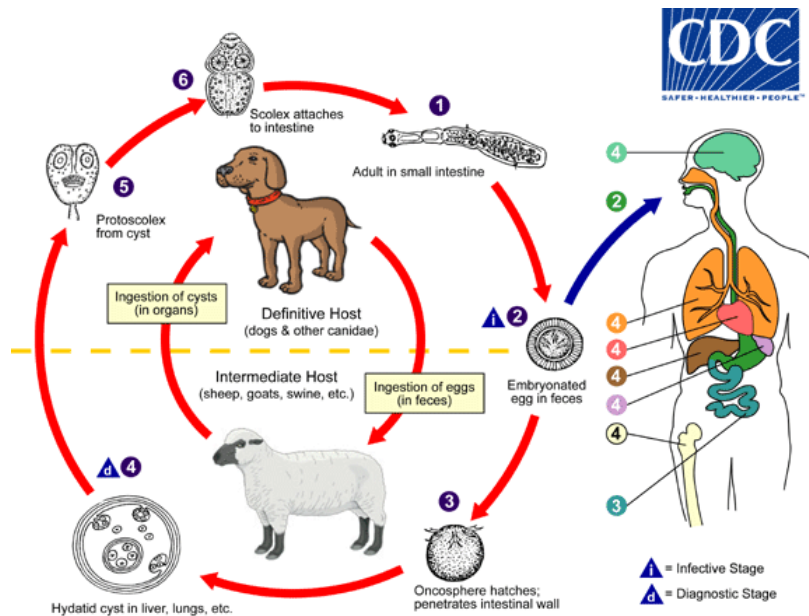 CDC
SAFER • HEALTHIER • PEOPLE™
6
Scolex attaches
to intestine
1
Adult in small intestine
5
Protoscolex
from cyst
Ingestion of cysts
(in organs)
Definitive Host
(dogs & other canidae)
i 2
Embryonated
egg in feces
Intermediate Host
(sheep, goats, swine, etc.)
Ingestion of eggs
(in feces)
d 4
Hydatid cyst in liver, lungs, etc.
3
Oncosphere hatches;
penetrates intestinal wall
4
2
4
4
4
4
4
3
i = Infective Stage
d = Diagnostic Stage